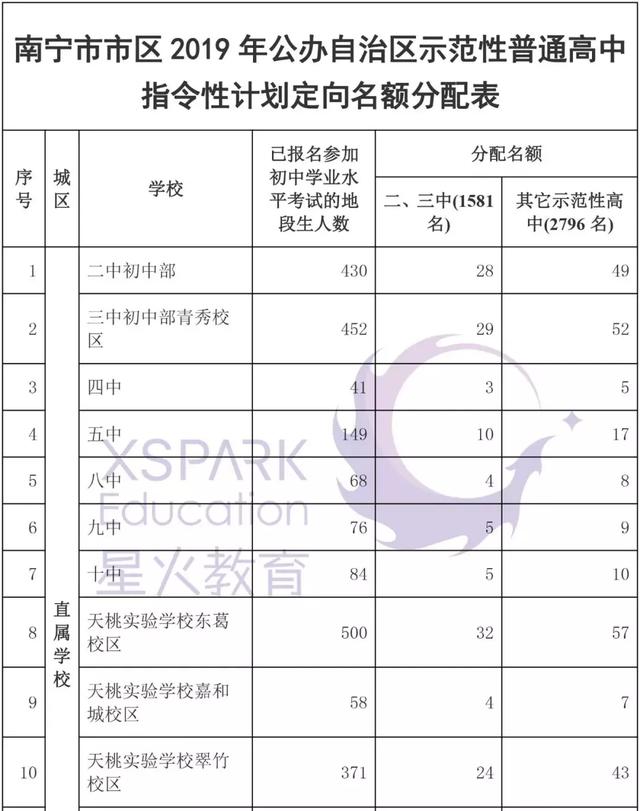 南宁市市区 2019 年公办自治区示范性普通高中
指令性计划定向名额分配表
序号 城区 学校 已报名参加初中学业水平考试的地段生人数 分配名额
二、三中(1581名) 其它示范性高中(2796 名)
直属学校
1 二中初中部 430 28 49
2 三中初中部青秀校区 452 29 52
3 四中 41 3 5
4 五中 149 10 17
5 八中 68 4 8
6 九中 76 5 9
7 十中 84 5 10
8 天桃实验学校东葛校区 500 32 57
9 天桃实验学校嘉和城校区 58 4 7
10 天桃实验学校翠竹校区 371 24 43
XSPARK
Education
星火教育